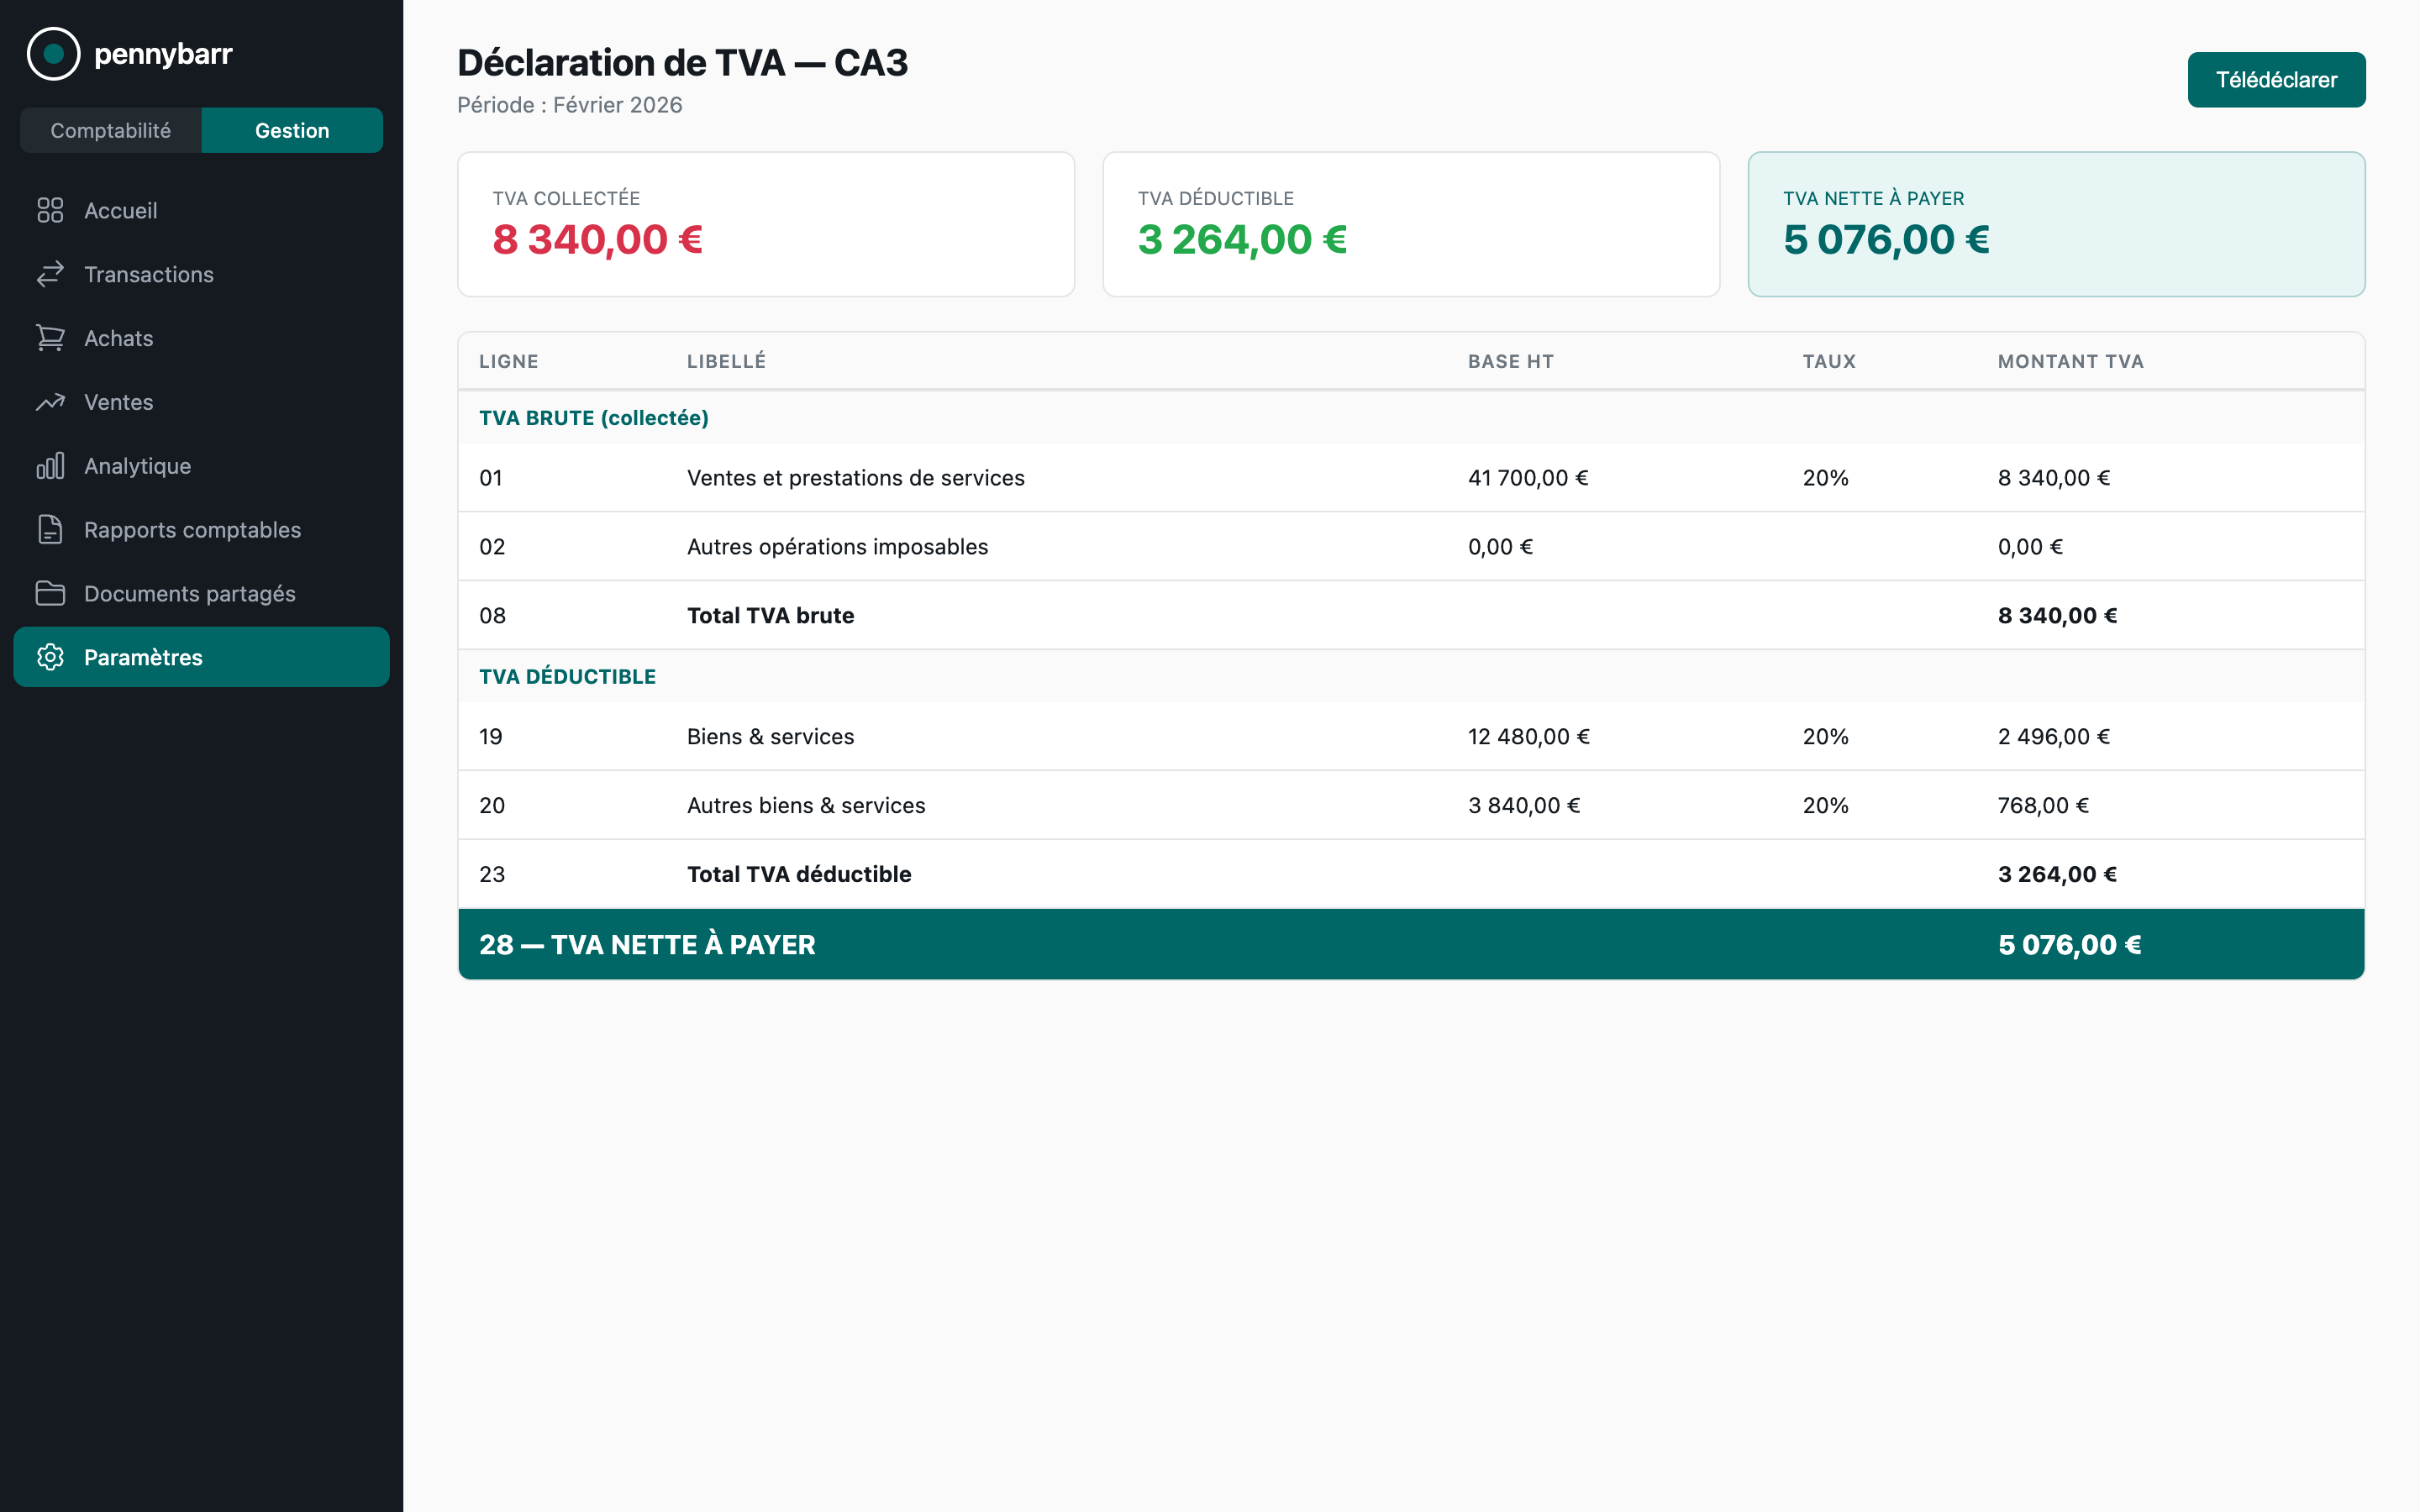 pennybarr
Comptabilité Gestion
Accueil
Transactions
Achats
Ventes
Analytique
Rapports comptables
Documents partagés
Paramètres
Déclaration de TVA — CA3
Période : Février 2026
Télédéclarer
TVA COLLECTÉE
8 340,00 €
TVA DÉDUCTIBLE
3 264,00 €
TVA NETTE À PAYER
5 076,00 €
LIGNE LIBELLÉ BASE HT TAUX MONTANT TVA
TVA BRUTE (collectée)
01 Ventes et prestations de services 41 700,00 € 20% 8 340,00 €
02 Autres opérations imposables 0,00 € 0,00 €
08 Total TVA brute 8 340,00 €
TVA DÉDUCTIBLE
19 Biens & services 12 480,00 € 20% 2 496,00 €
20 Autres biens & services 3 840,00 € 20% 768,00 €
23 Total TVA déductible 3 264,00 €
28 — TVA NETTE À PAYER 5 076,00 €